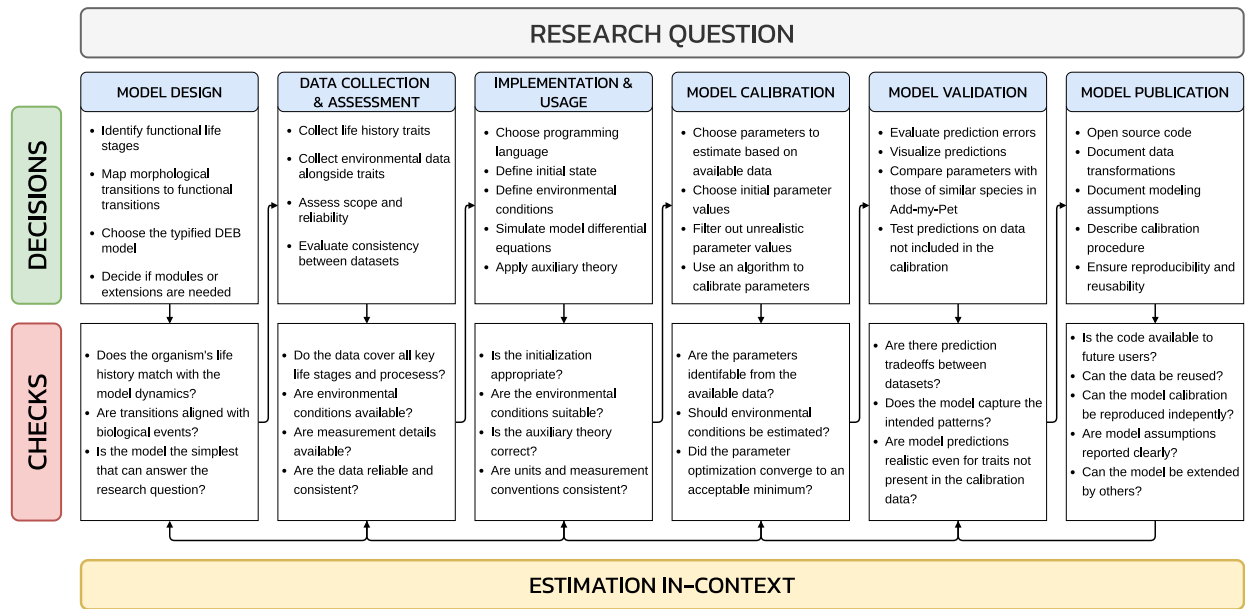 RESEARCH QUESTION
DECISIONS
MODEL DESIGN
• Identify functional life
stages
• Map morphological
transitions to functional
transitions
• Choose the typified DEB
model
• Decide if modules or
extensions are needed
DATA COLLECTION
& ASSESSMENT
• Collect life history traits
• Collect environmental data
alongside traits
• Assess scope and
reliability
• Evaluate consistency
between datasets
IMPLEMENTATION &
USAGE
• Choose programming
language
• Define initial state
• Define environmental
conditions
• Simulate model differential
equations
• Apply auxiliary theory
MODEL CALIBRATION
• Choose parameters to
estimate based on
available data
• Choose initial parameter
values
• Filter out unrealistic
parameter values
• Use an algorithm to
calibrate parameters
MODEL VALIDATION
• Evaluate prediction errors
• Visualize predictions
• Compare parameters with
those of similar species in
Add-my-Pet
• Test predictions on data
not included in the
calibration
MODEL PUBLICATION
• Open source code
• Document data
transformations
• Document modeling
assumptions
• Describe calibration
procedure
• Ensure reproducibility and
reusability
CHECKS
• Does the organism's life
history match with the
model dynamics?
• Are transitions aligned with
biological events?
• Is the model the simplest
that can answer the
research question?
• Do the data cover all key
life stages and procesess?
• Are environmental
conditions available?
• Are measurement details
available?
• Are the data reliable and
consistent?
• Is the initialization
appropriate?
• Are the environmental
conditions suitable?
• Is the auxiliary theory
correct?
• Are units and measurement
conventions consistent?
• Are the parameters
identifable from the
available data?
• Should environmental
conditions be estimated?
• Did the parameter
optimization converge to an
acceptable minimum?
• Are there prediction
tradeoffs between
datasets?
• Does the model capture the
intended patterns?
• Are model predictions
realistic even for traits not
present in the calibration
data?
• Is the code available to
future users?
• Can the data be reused?
• Can the model calibration
be reproduced indepently?
• Are model assumptions
reported clearly?
• Can the model be extended
by others?
ESTIMATION IN-CONTEXT